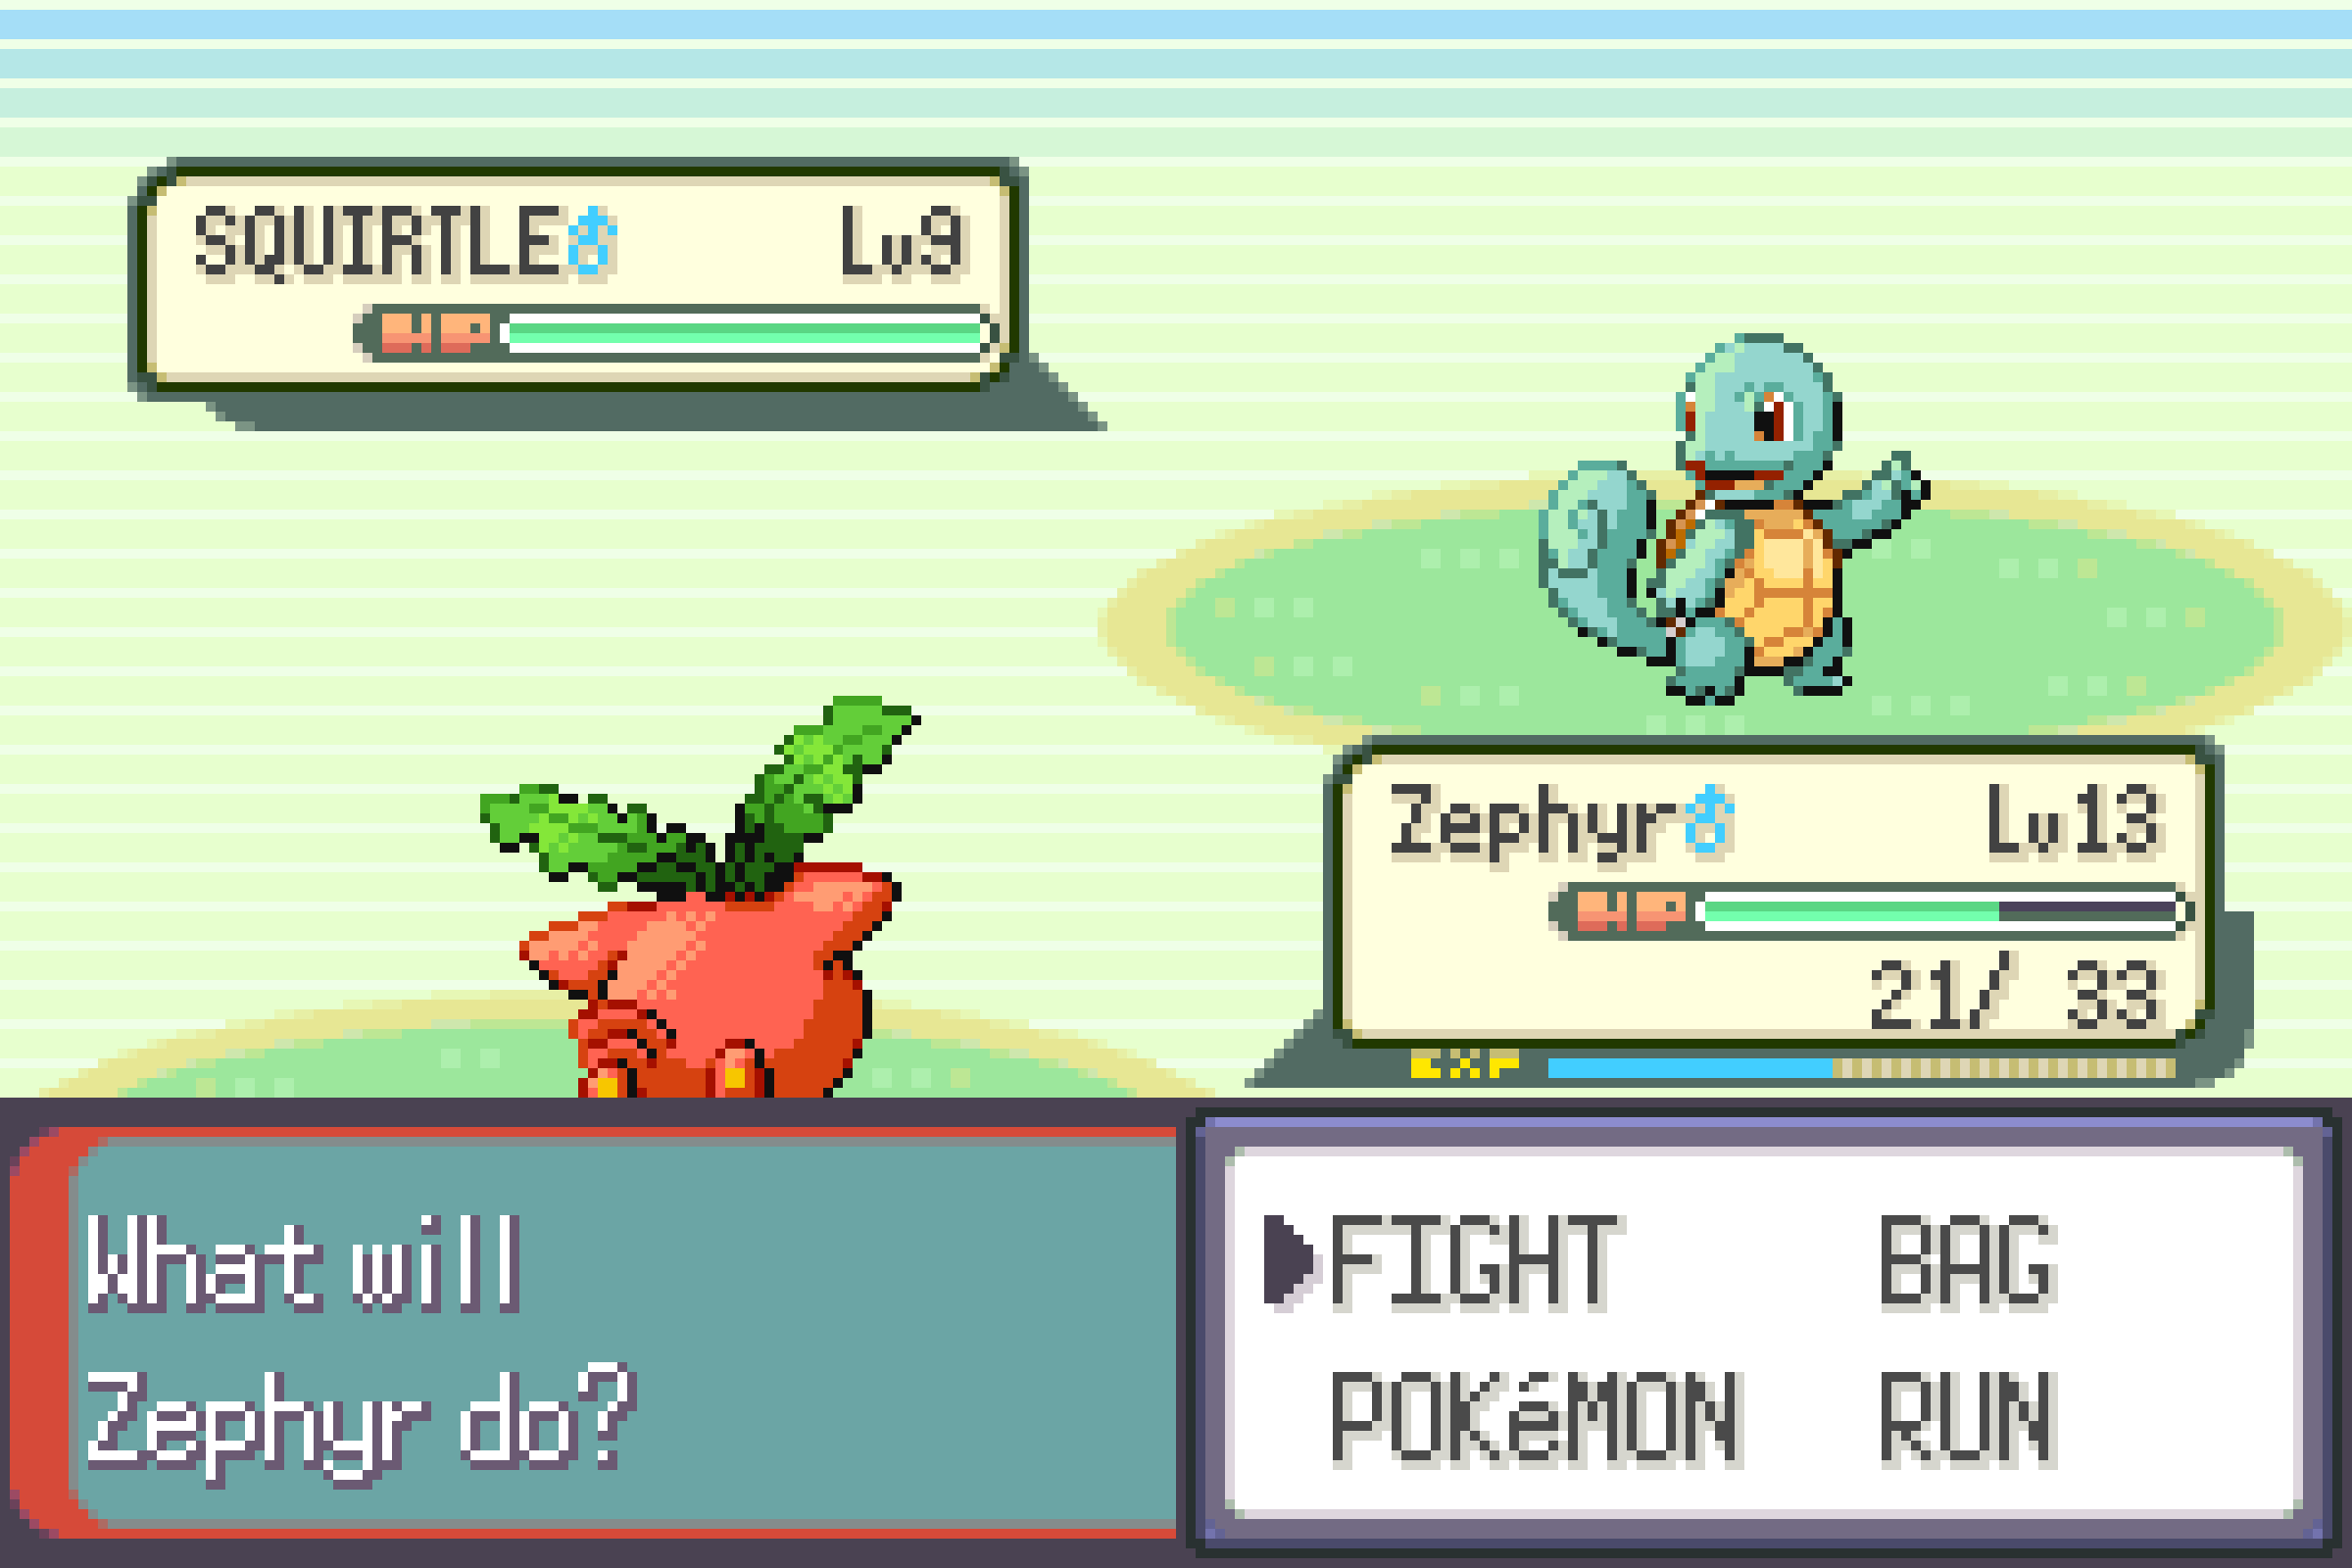 SQUIRTLE♂ Lv9
HP
Zephyr♂ Lv13
HP
21/ 33
EXP
What will
Zephyr do?
FIGHT BAG
POKéMON RUN